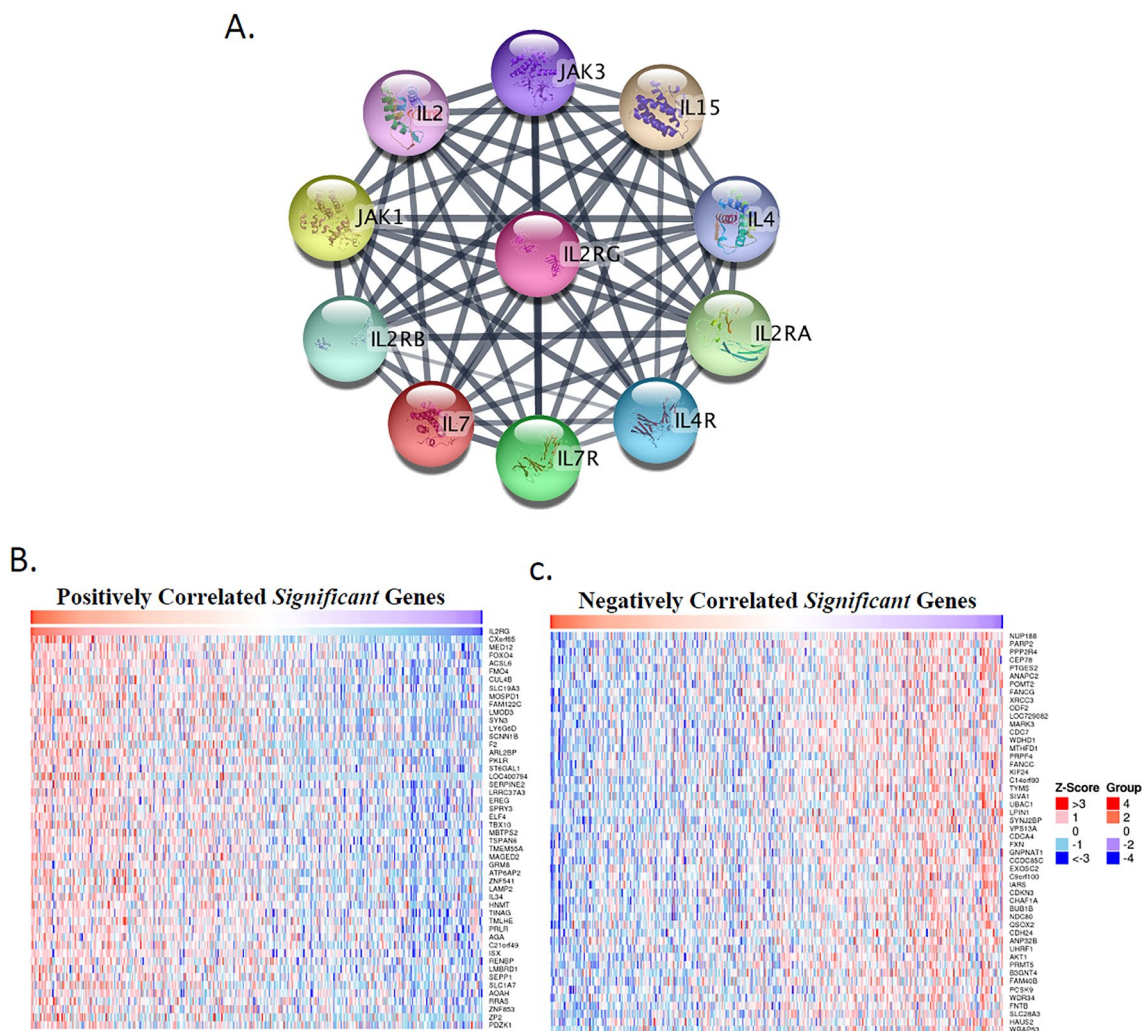 A.
JAK3
IL2
IL15
JAK1
IL4
IL2RG
IL2RB
IL2RA
IL7
IL4R
IL7R
B.
Positively Correlated Significant Genes
IL2RG
CXorf65
MED12
FOXO4
ACSL6
FMO4
CUL4B
SLC19A3
MOSPD1
FAM122C
LMOD3
SYN3
LY6G6D
SCNN1B
F2
ARL2BP
PKLR
ST6GAL1
LOC400794
SERPINE2
LRRC37A3
EREG
SPRY3
ELF4
TBX10
MBTPS2
TSPAN6
TMEM55A
MAGED2
GRM8
ATP6AP2
ZNF541
LAMP2
IL34
HNMT
TINAG
TMLHE
PRLR
AGA
C21orf49
ISX
RENBP
LMBRD1
SEPP1
SLC1A7
AOAH
RRAS
ZNF853
ZP2
PDZK1
c.
Negatively Correlated Significant Genes
NUP188
PARP2
PPP2R4
CEP78
PTGES2
ANAPC2
POMT2
FANCG
XRCC3
ODF2
LOC729082
MARK3
CDC7
WDHD1
MTHFD1
PRPF4
FANCC
KIF24
C14orf80
TYMS
SIVA1
UBAC1
LPIN1
SYNJ2BP
VPS13A
CDCA4
FXN
GNPNAT1
CCDC85C
EXOSC2
C9orf100
IARS
CDKN3
CHAF1A
BUB1B
NDC80
QSOX2
CDH24
ANP32B
UHRF1
AKT1
PRMT5
B3GNT4
FAM40B
PCSK9
WDR34
FNTB
SLC28A3
HAUS2
WRAP53
Z-Score Group
>3 4
1 2
0 0
-1 -2
<-3 -4